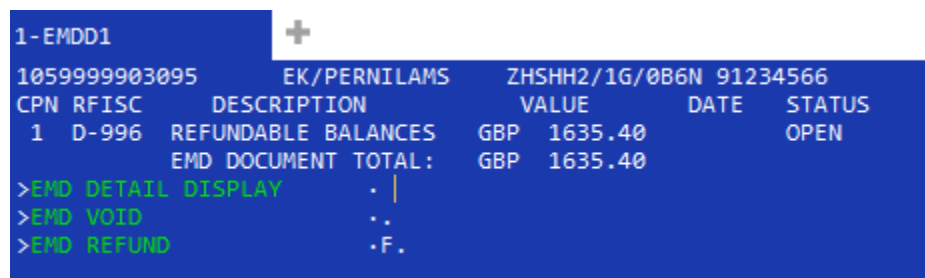 1-EMDD1 +
1059999903095 EK/PERNILAMS ZHSHH2/1G/0B6N 91234566
CPN RFISC DESCRIPTION VALUE DATE STATUS
1 D-996 REFUNDABLE BALANCES GBP 1635.40 OPEN
EMD DOCUMENT TOTAL: GBP 1635.40
>EMD DETAIL DISPLAY ·
>EMD VOID ·.
>EMD REFUND ·F.